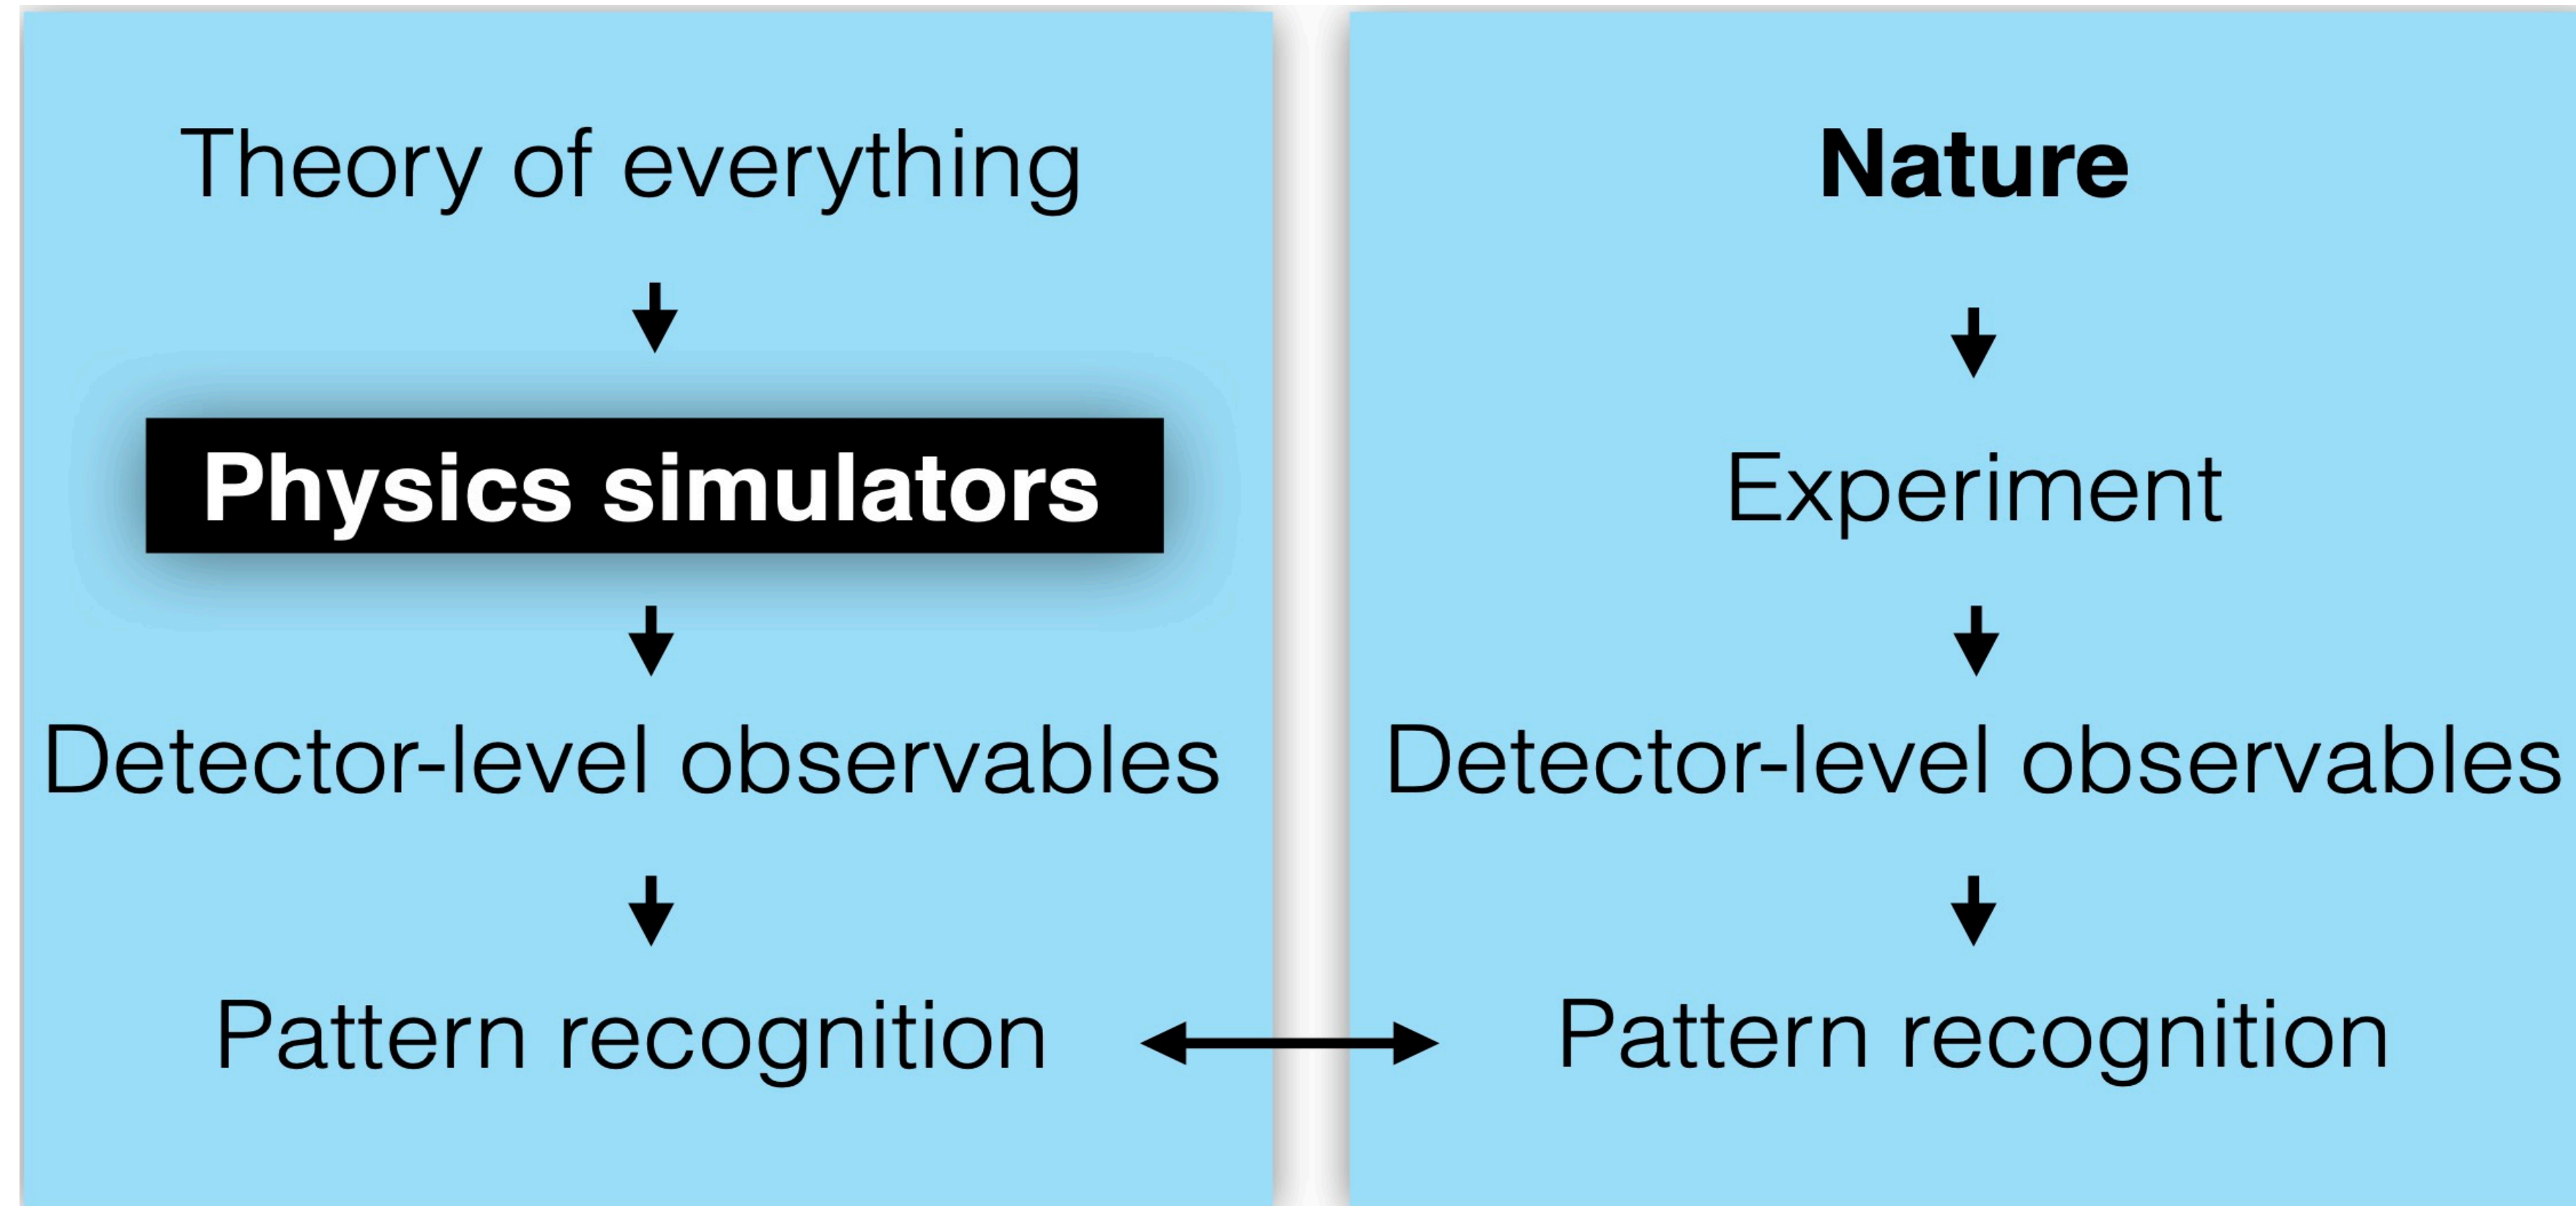 Theory of everything
Physics simulators
Detector-level observables
Pattern recognition
Nature
Experiment
Detector-level observables
Pattern recognition